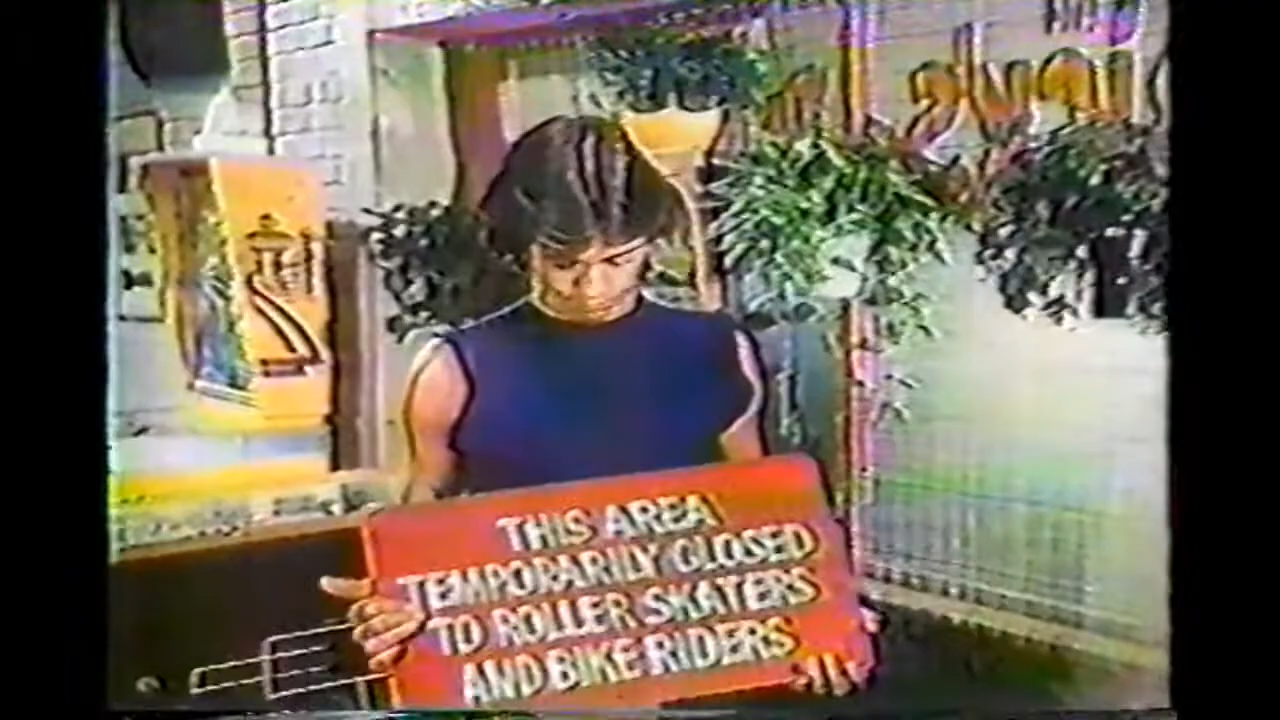 THIS AREA
TEMPORARILY CLOSED
TO ROLLER SKATERS
AND BIKE RIDERS